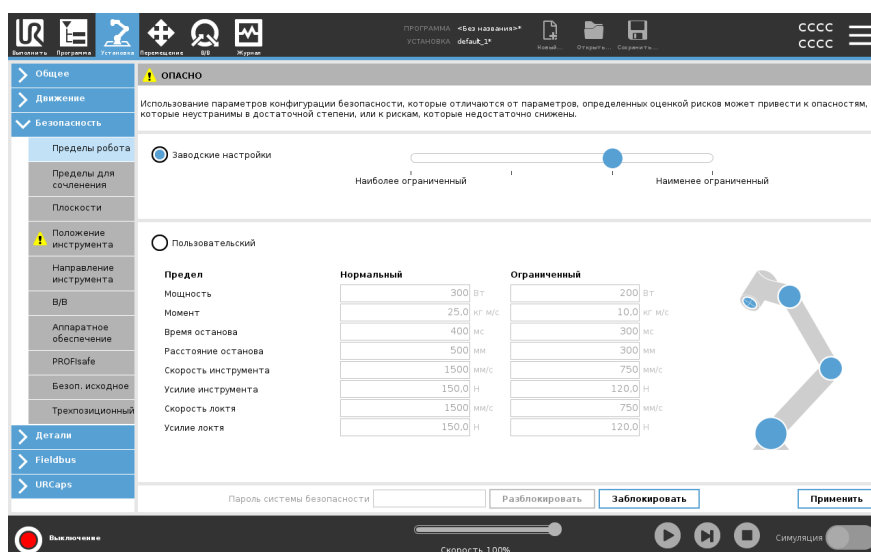 ПРОГРАММА <Без названия>*
УСТАНОВКА default_1*
CCCC
CCCC
Выполнить Программа Установка Перемещение В/В Журнал
Новый... Открыть... Сохранить...
Общее
Движение
Безопасность
Пределы робота
Пределы для
сочленения
Плоскости
Положение
инструмента
Направление
инструмента
В/В
Аппаратное
обеспечение
PROFIsafe
Безоп. исходное
Трехпозиционный
Детали
Fieldbus
URCaps
ОПАСНО
Использование параметров конфигурации безопасности, которые отличаются от параметров, определенных оценкой рисков может привести к опасностям,
которые неустранимы в достаточной степени, или к рискам, которые недостаточно снижены.
Заводские настройки
Наиболее ограниченный Наименее ограниченный
Пользовательский
Предел Нормальный Ограниченный
Мощность 300 Вт 200 Вт
Момент 25,0 кг м/с 10,0 кг м/с
Время останова 400 мс 300 мс
Расстояние останова 500 мм 300 мм
Скорость инструмента 1500 мм/с 750 мм/с
Усилие инструмента 150,0 Н 120,0 Н
Скорость локтя 1500 мм/с 750 мм/с
Усилие локтя 150,0 Н 120,0 Н
Пароль системы безопасности Разблокировать Заблокировать Применить
Выключение
Скорость 100%
Симуляция